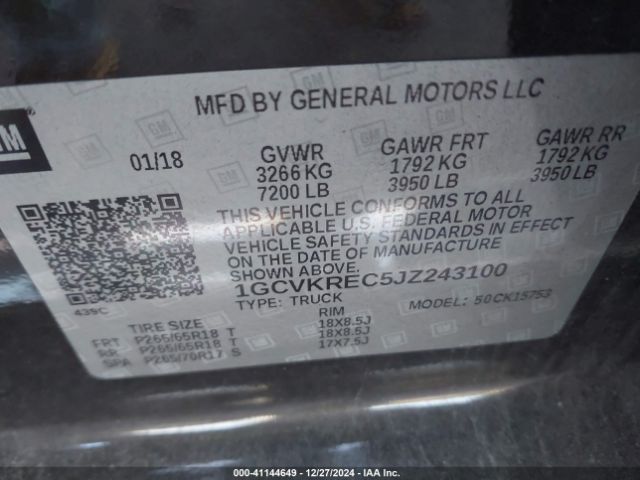 GM
MFD BY GENERAL MOTORS LLC
01/18 GVWR GAWR FRT GAWR RR
3266 KG 1792 KG 1792 KG
7200 LB 3950 LB 3950 LB
THIS VEHICLE CONFORMS TO ALL
APPLICABLE U.S. FEDERAL MOTOR
VEHICLE SAFETY STANDARDS IN EFFECT
ON THE DATE OF MANUFACTURE
SHOWN ABOVE.
1GCVKREC5JZ243100
439C TYPE: TRUCK MODEL: 50CK15753
TIRE SIZE RIM
FRT P265/65R18 T 18X8.5J
RR P265/65R18 T 18X8.5J
SPA P265/70R17 S 17X7.5J
000-41144649 - 12/27/2024 - IAA Inc.